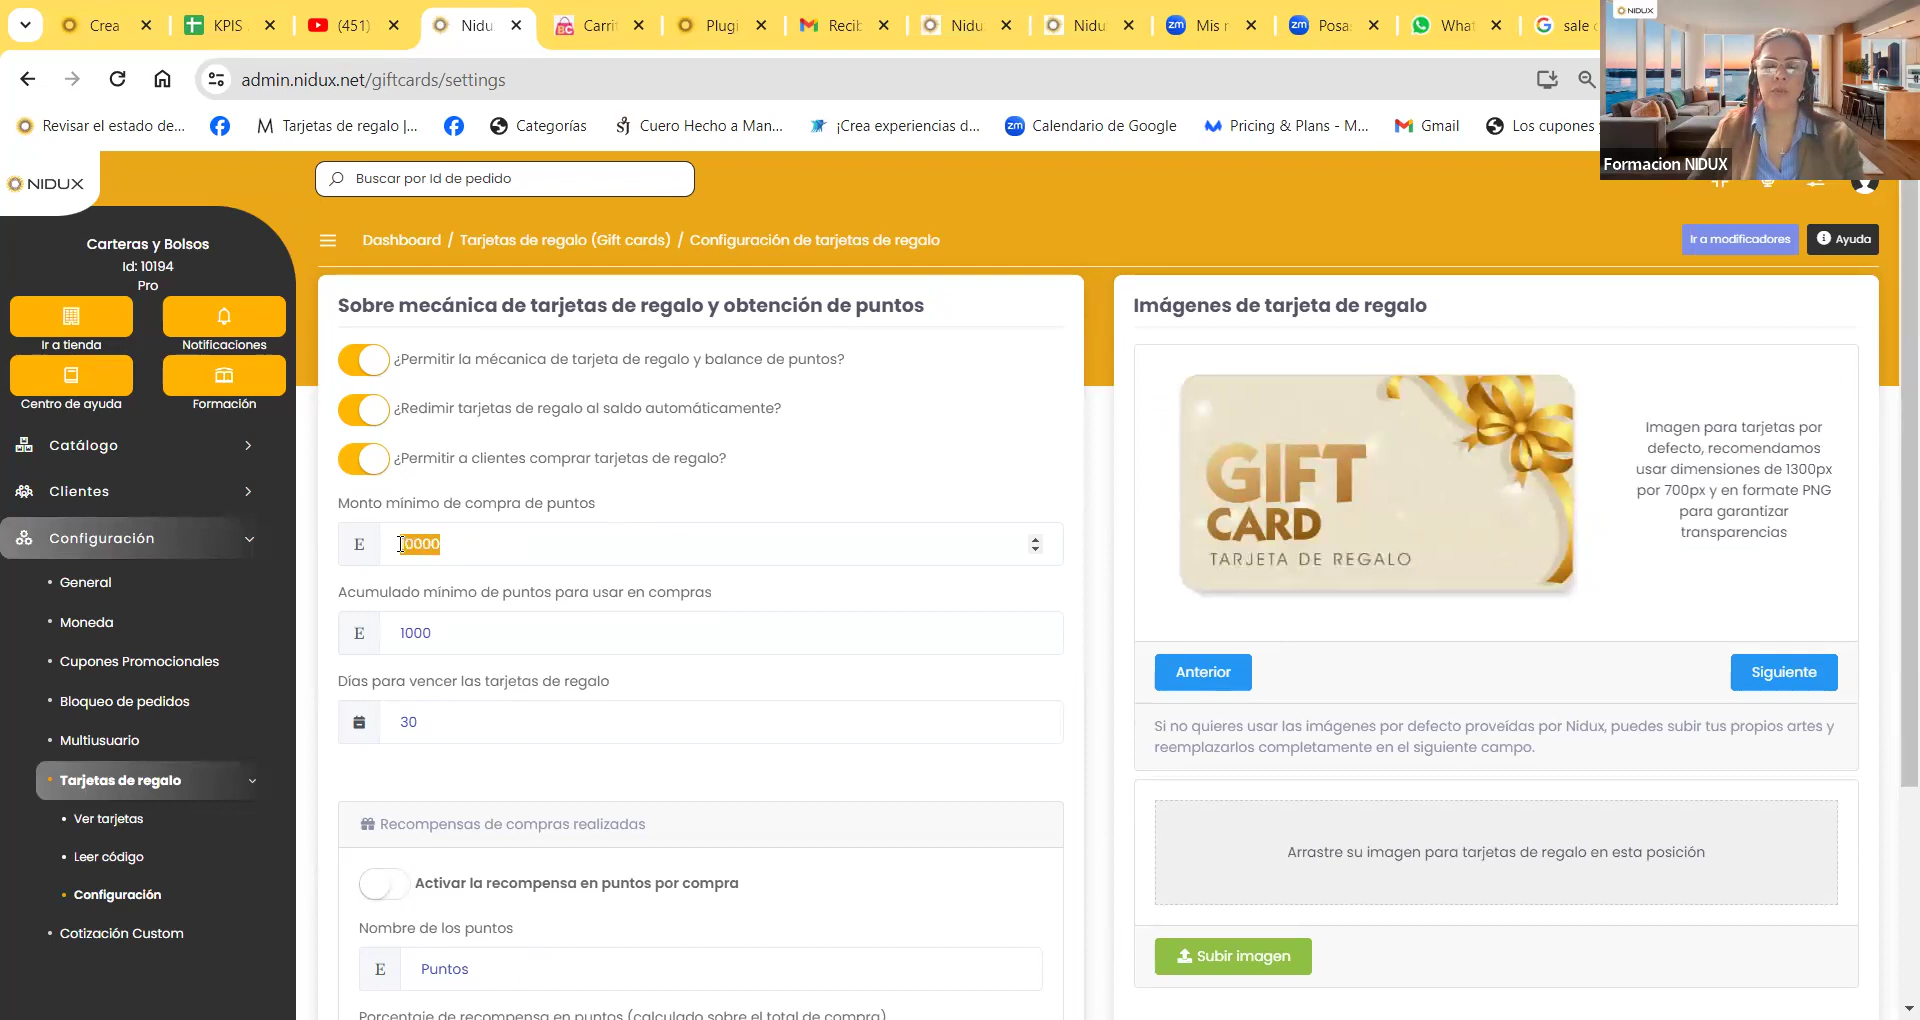 Crea
KPIS
(451)
Nidu
Carri
Plugi
Recib
Nidu
Nidu
Mis r
Posa
What
sale c
admin.nidux.net/giftcards/settings
Revisar el estado de...
Tarjetas de regalo |...
Categorías
Cuero Hecho a Man...
¡Crea experiencias d...
Calendario de Google
Pricing & Plans - M...
Gmail
Los cupones
NIDUX
Formacion NIDUX
NIDUX
Buscar por Id de pedido
Carteras y Bolsos
Id: 10194
Pro
Ir a tienda
Notificaciones
Centro de ayuda
Formación
Catálogo
Clientes
Configuración
General
Moneda
Cupones Promocionales
Bloqueo de pedidos
Multiusuario
Tarjetas de regalo
Ver tarjetas
Leer código
Configuración
Cotización Custom
Dashboard / Tarjetas de regalo (Gift cards) / Configuración de tarjetas de regalo
Ir a modificadores
Ayuda
Sobre mecánica de tarjetas de regalo y obtención de puntos
¿Permitir la mécanica de tarjeta de regalo y balance de puntos?
¿Redimir tarjetas de regalo al saldo automáticamente?
¿Permitir a clientes comprar tarjetas de regalo?
Monto mínimo de compra de puntos
E
Acumulado mínimo de puntos para usar en compras
E 1000
Días para vencer las tarjetas de regalo
30
Recompensas de compras realizadas
Activar la recompensa en puntos por compra
Nombre de los puntos
E Puntos
Porcentaje de recompensa en puntos (calculado sobre el total de compra)
Imágenes de tarjeta de regalo
GIFT
CARD
TARJETA DE REGALO
Imagen para tarjetas por
defecto, recomendamos
usar dimensiones de 1300px
por 700px y en formate PNG
para garantizar
transparencias
Anterior
Siguiente
Si no quieres usar las imágenes por defecto proveídas por Nidux, puedes subir tus propios artes y
reemplazarlos completamente en el siguiente campo.
Arrastre su imagen para tarjetas de regalo en esta posición
Subir imagen